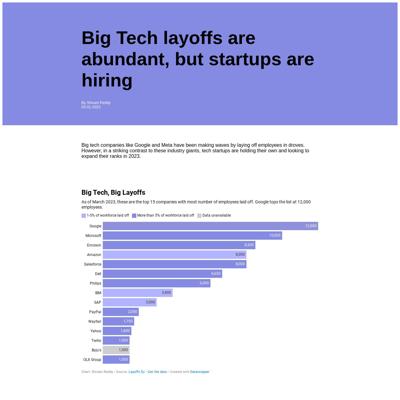 Big Tech layoffs are
abundant, but startups are
hiring
By Shivani Reddy
Big tech companies like Google and Meta have been making waves by laying off employees in droves.
However, in a striking contrast to these industry giants, tech startups are holding their own and looking to
expand their ranks in 2023.
Big Tech, Big Layoffs
As of March 2023, these are the top 15 companies with most number of employees laid off. Google tops the list at 12,000
employees.
1-5% of workforce laid off More than 5% of workforce laid off Data unavailable
Google 12,000
Microsoft 10,000
Ericsson 8,500
Amazon 8,000
Salesforce 8,000
Dell 6,650
Philips 6,000
IBM 3,900
SAP 3,000
PayPal 2,000
Wayfair 1,750
Yahoo 1,600
Twilio 1,500
1,500
OLX Group 1,500
Chart: Shivani Reddy • Source: Layoffs.fyi • Get the data • Created with Datawrapper